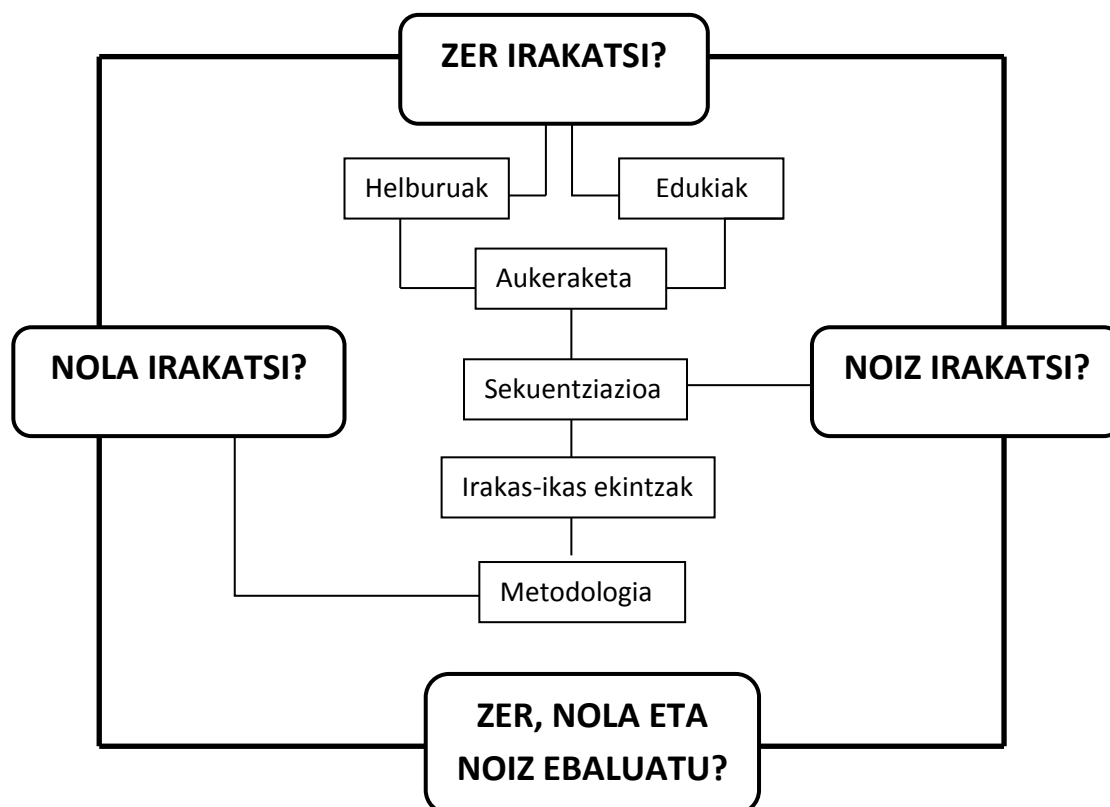 ZER IRAKATSI?
Helburuak
Edukiak
Aukeraketa
NOLA IRAKATSI?
Sekuentziazioa
NOIZ IRAKATSI?
Irakas-ikas ekintzak
Metodologia
ZER, NOLA ETA
NOIZ EBALUATU?